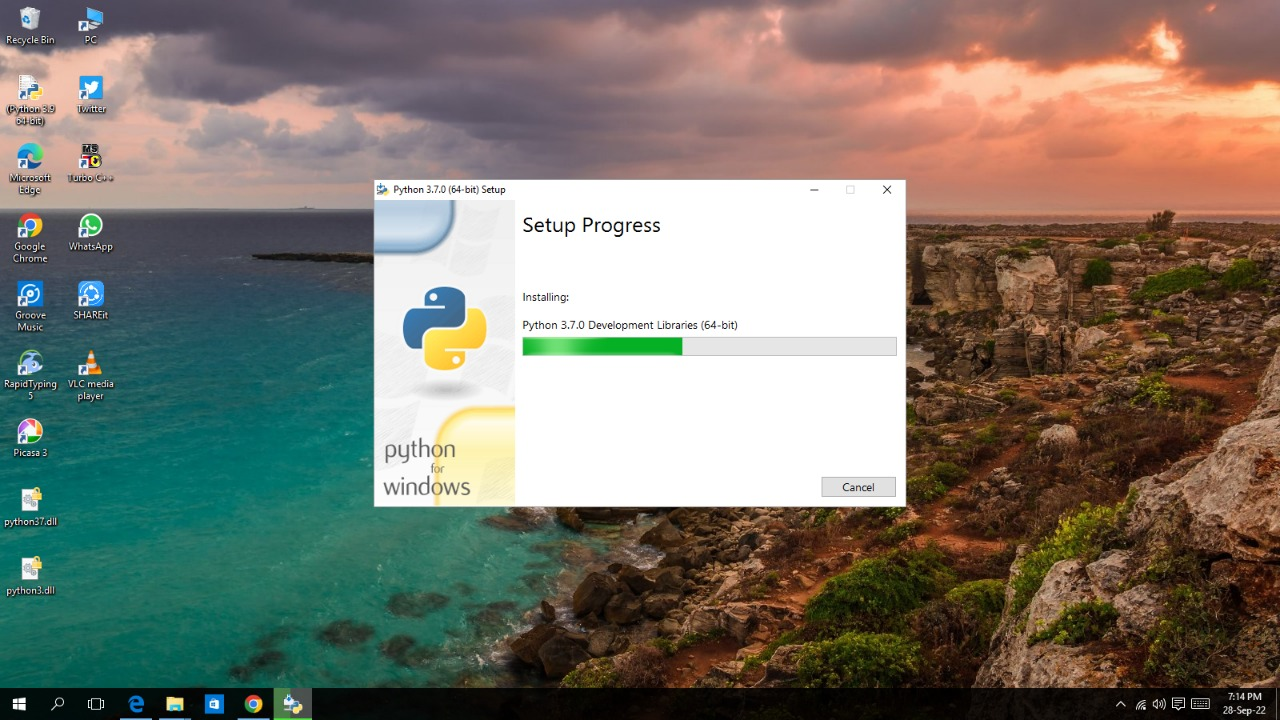 Recycle Bin
PC
(Python 3.9
64-bit)
Twitter
Microsoft
Edge
Turbo C++
Google
Chrome
WhatsApp
Groove
Music
SHAREit
RapidTyping
5
VLC media
player
Picasa 3
python37.dll
python3.dll
Python 3.7.0 (64-bit) Setup
Setup Progress
Installing:
Python 3.7.0 Development Libraries (64-bit)
python
for
windows
Cancel
7:14 PM
28-Sep-22